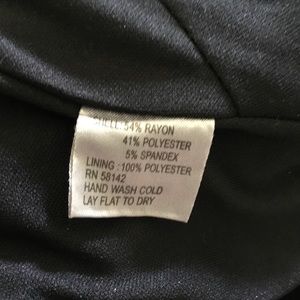 SHELL: 54% RAYON
41% POLYESTER
5% SPANDEX
LINING : 100% POLYESTER
RN 58142
HAND WASH COLD
LAY FLAT TO DRY